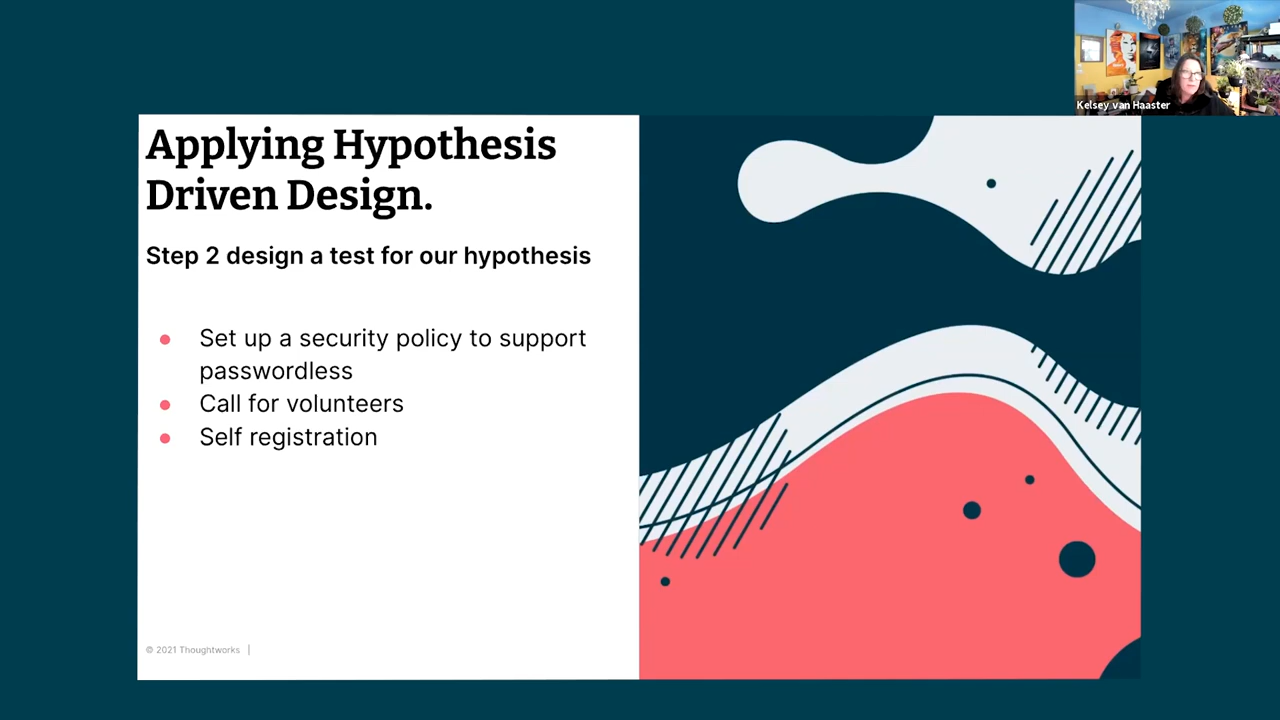 Kelsey van Haaster
Applying Hypothesis
Driven Design.
Step 2 design a test for our hypothesis
● Set up a security policy to support
passwordless
● Call for volunteers
● Self registration
© 2021 Thoughtworks |